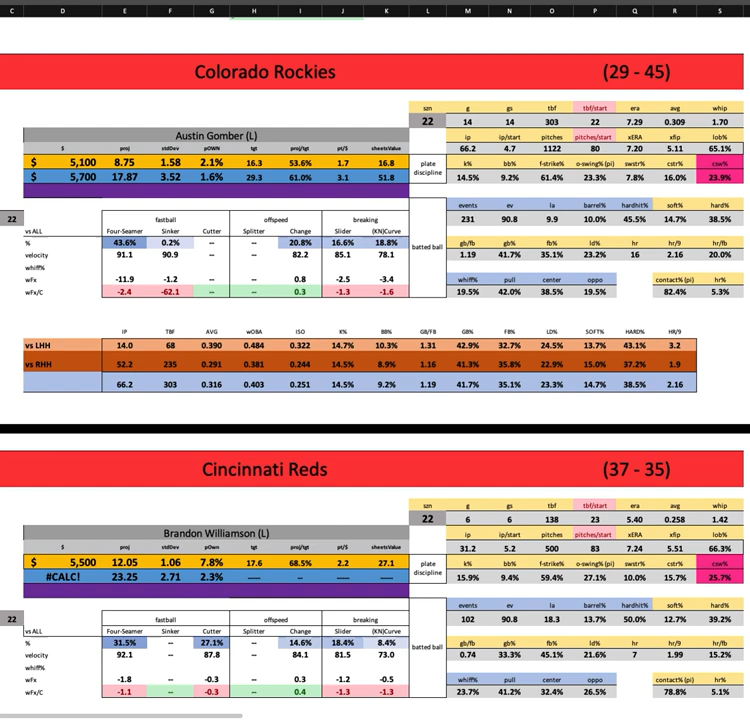 C D E F G H I J K L M N O P Q R S
Colorado Rockies (29 - 45)
szn g gs tbf tbf/start era avg whip
22 14 14 303 22 7.29 0.309 1.70
Austin Gomber (L) ip ip/start pitches pitches/start xERA xfip lob%
$ proj stdDev pOWN tgt proj/tgt pt/$ sheetsValue 66.2 4.7 1122 80 7.20 5.11 65.1%
$ 5,100 8.75 1.58 2.1% 16.3 53.6% 1.7 16.8 plate discipline k% bb% f-strike% o-swing% (pi) swstr% cstr% csw%
$ 5,700 17.87 3.52 1.6% 29.3 61.0% 3.1 51.8 14.5% 9.2% 61.4% 23.3% 7.8% 16.0% 23.9%
events ev la barrel% hardhit% soft% hard%
22 fastball offspeed breaking 231 90.8 9.9 10.0% 45.5% 14.7% 38.5%
vs ALL Four-Seamer Sinker Cutter Splitter Change Slider (KN)Curve
% 43.6% 0.2% -- -- 20.8% 16.6% 18.8% batted ball gb/fb gb% fb% ld% hr hr/9 hr/fb
velocity 91.1 90.9 -- -- 82.2 85.1 78.1 1.19 41.7% 35.1% 23.2% 16 2.16 20.0%
whiff%
wFx -11.9 -1.2 0.8 -2.5 -3.4 whiff% pull center oppo contact% (pi) hr%
wFx/C -2.4 -62.1 -- -- 0.3 -1.3 -1.6 19.5% 42.0% 38.5% 19.5% 82.4% 5.3%
IP TBF AVG wOBA ISO K% BB% GB/FB GB% FB% LD% SOFT% HARD% HR/9
vs LHH 14.0 68 0.390 0.484 0.322 14.7% 10.3% 1.31 42.9% 32.7% 24.5% 13.7% 43.1% 3.2
vs RHH 52.2 235 0.291 0.381 0.244 14.5% 8.9% 1.16 41.3% 35.8% 22.9% 15.0% 37.2% 1.9
66.2 303 0.316 0.403 0.251 14.5% 9.2% 1.19 41.7% 35.1% 23.3% 14.7% 38.5% 2.16
Cincinnati Reds (37 - 35)
szn g gs tbf tbf/start era avg whip
22 6 6 138 23 5.40 0.258 1.42
Brandon Williamson (L) ip ip/start pitches pitches/start xERA xfip lob%
$ proj stdDev pOwn tgt proj/tgt pt/$ sheetsValue 31.2 5.2 500 83 7.24 5.51 66.3%
$ 5,500 12.05 1.06 7.8% 17.6 68.5% 2.2 27.1 plate discipline k% bb% f-strike% o-swing% (pi) swstr% cstr% csw%
#CALC! 23.25 2.71 2.3% ---- -- -- ---- 15.9% 9.4% 59.4% 27.1% 10.0% 15.7% 25.7%
events ev la barrel% hardhit% soft% hard%
22 fastball offspeed breaking 102 90.8 18.3 13.7% 50.0% 12.7% 39.2%
vs ALL Four-Seamer Sinker Cutter Splitter Change Slider (KN)Curve
% 31.5% -- 27.1% -- 14.6% 18.4% 8.4% batted ball gb/fb gb% fb% ld% hr hr/9 hr/fb
velocity 92.1 -- 87.8 -- 84.1 81.5 73.0 0.74 33.3% 45.1% 21.6% 7 1.99 15.2%
whiff%
wFx -1.8 -0.3 0.3 -1.2 -0.5 whiff% pull center oppo contact% (pi) hr%
wFx/C -1.1 -- -0.3 -- 0.4 -1.3 -1.3 23.7% 41.2% 32.4% 26.5% 78.8% 5.1%